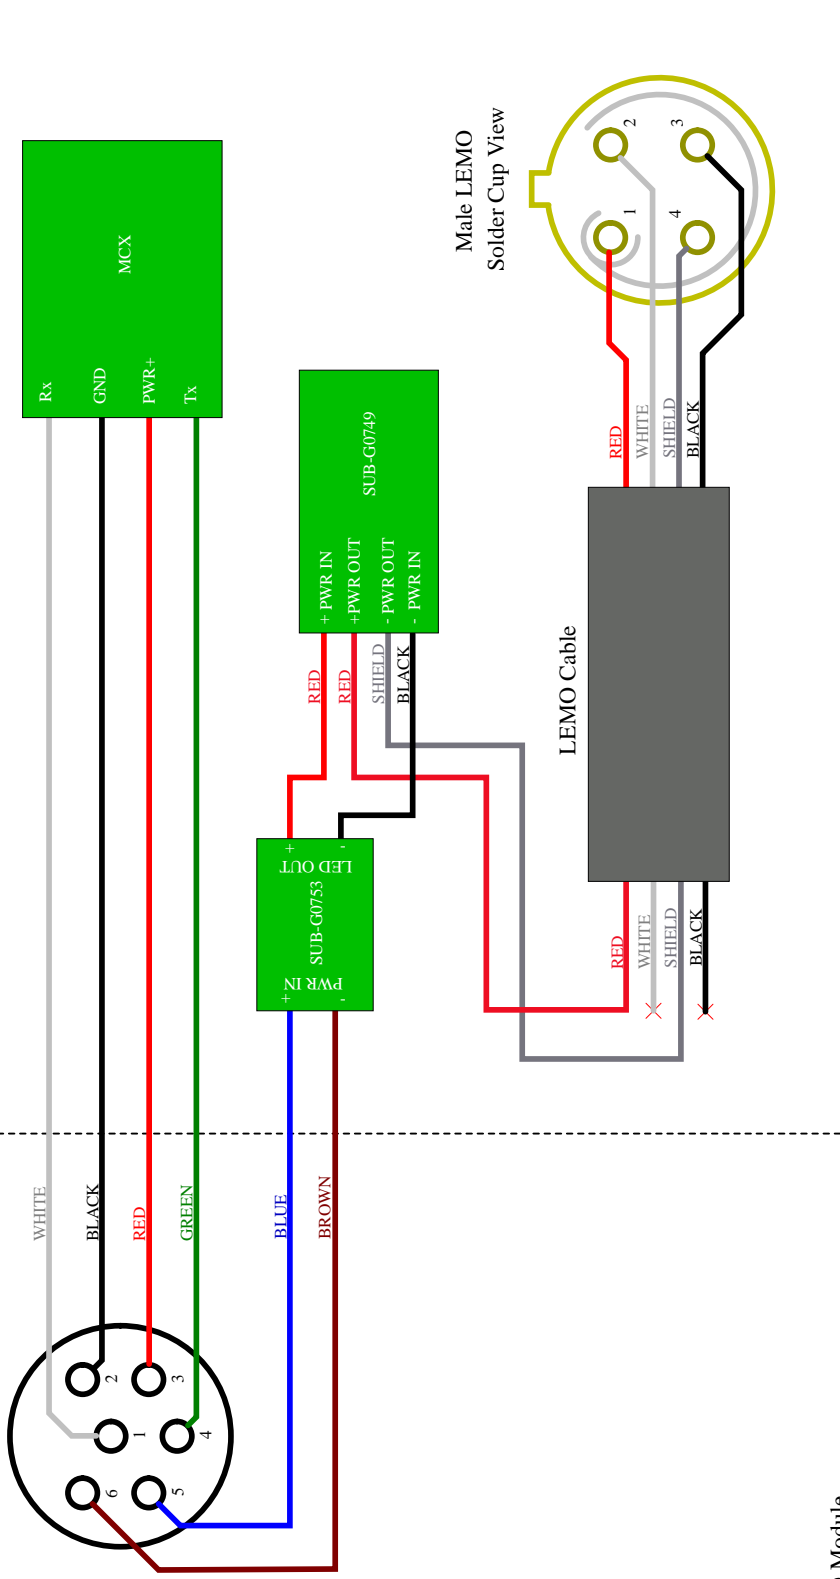 Male LEMO
Solder Cup View
2
3
1
4
MCX
Rx
GND
PWR+
Tx
SUB-G0749
+ PWR IN
+PWR OUT
- PWR OUT
- PWR IN
RED
WHITE
SHIELD
BLACK
RED
RED
SHIELD
BLACK
LEMO Cable
+
-
LED OUT
SUB-G0753
PWR IN
+
-
RED
WHITE
SHIELD
BLACK
WHITE
BLACK
RED
GREEN
BLUE
BROWN
2
3
1
4
6
5
Module